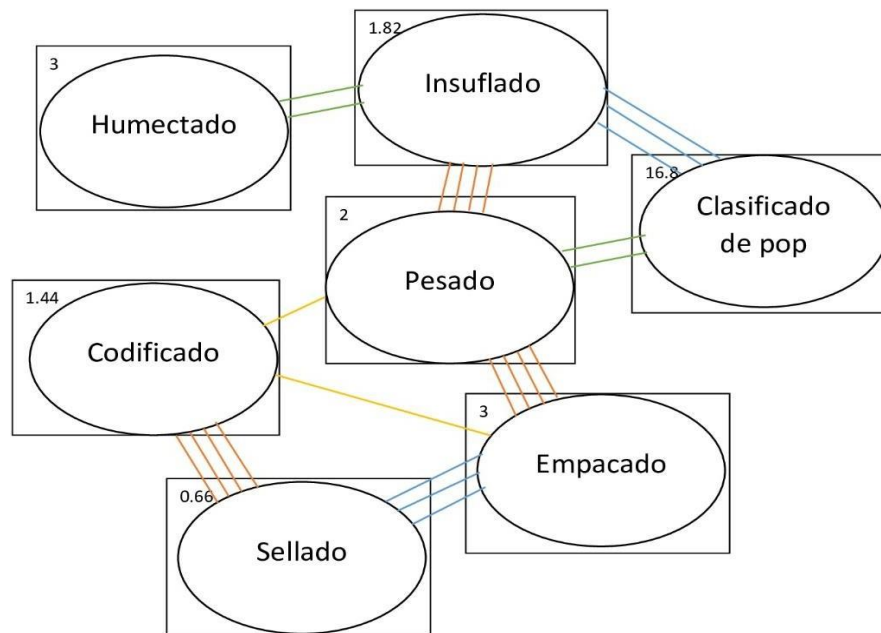 1.82
Insuflado
3
Humectado
16.8
Clasificado
de pop
2
Pesado
1.44
Codificado
3
Empacado
0.66
Sellado